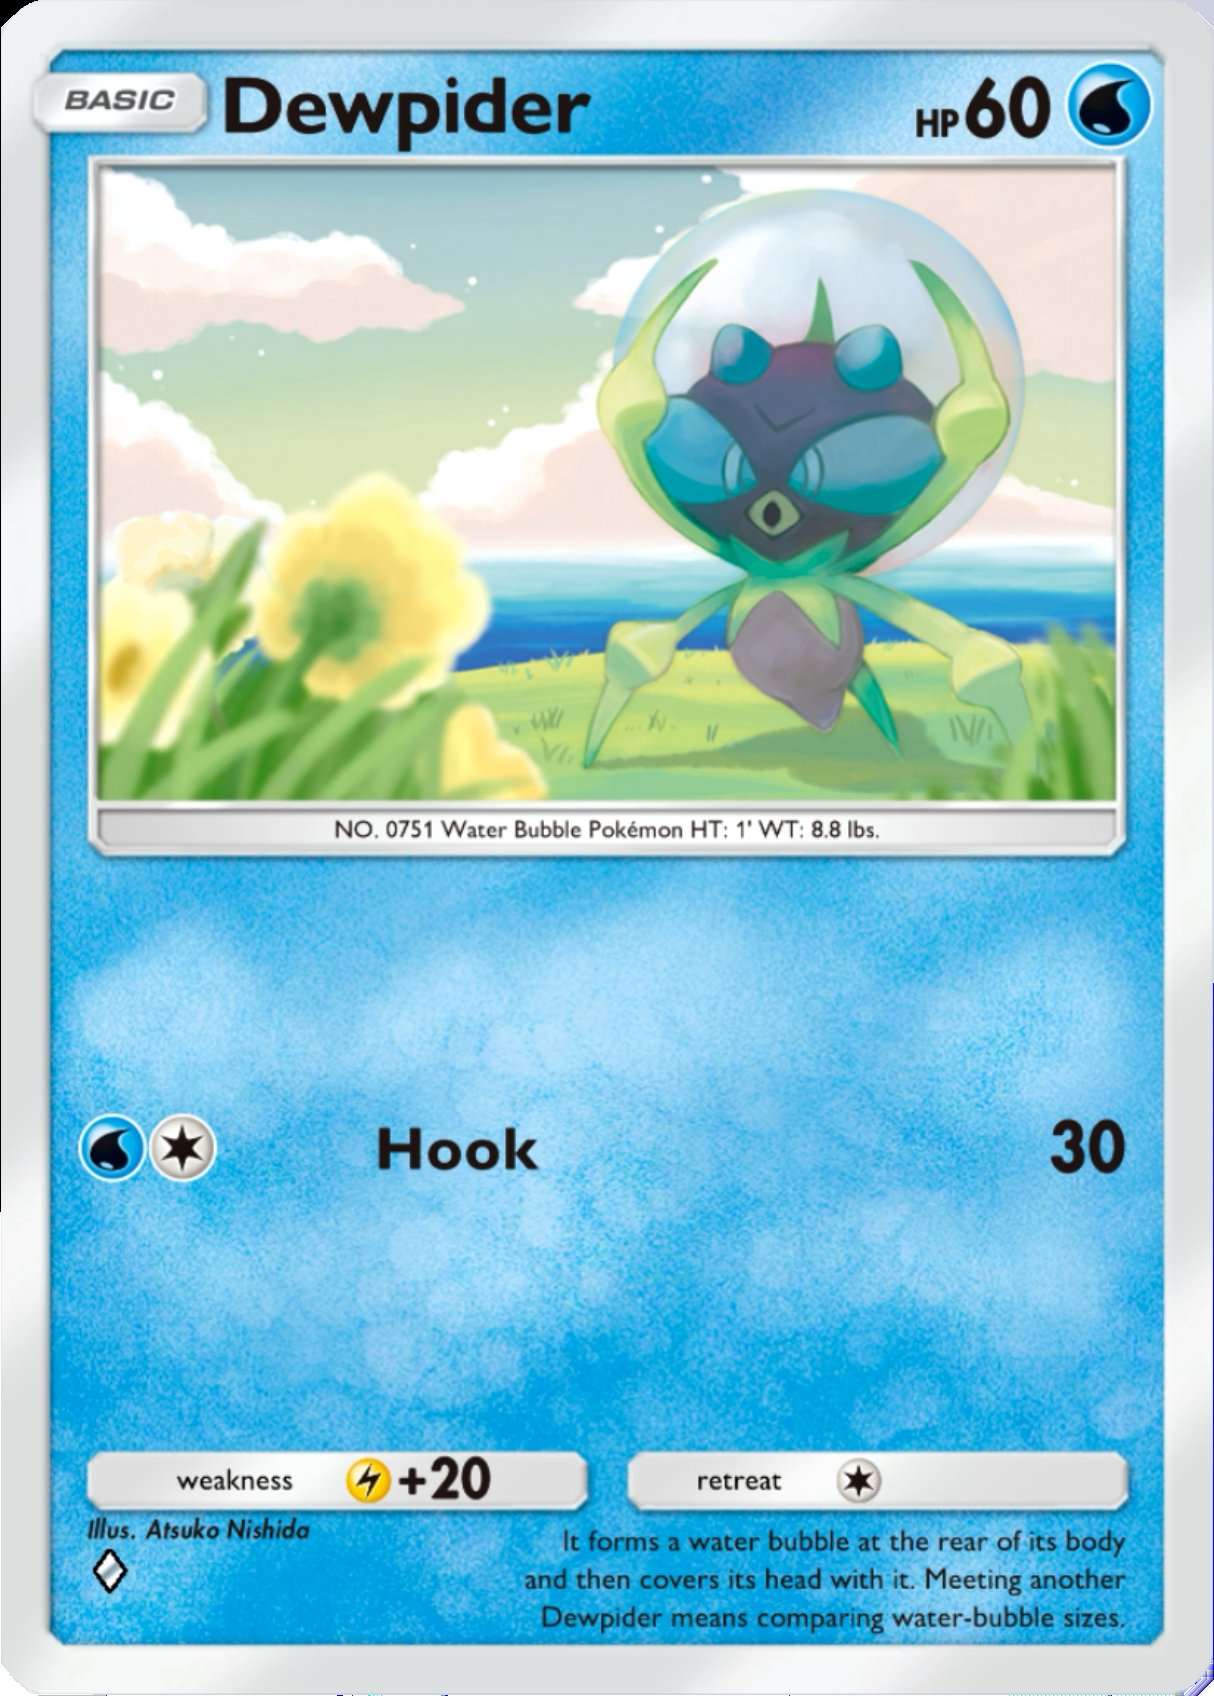 BASIC Dewpider HP 60
NO. 0751 Water Bubble Pokémon HT: 1' WT: 8.8 lbs.
Hook 30
weakness +20 retreat
Illus. Atsuko Nishida
It forms a water bubble at the rear of its body
and then covers its head with it. Meeting another
Dewpider means comparing water-bubble sizes.